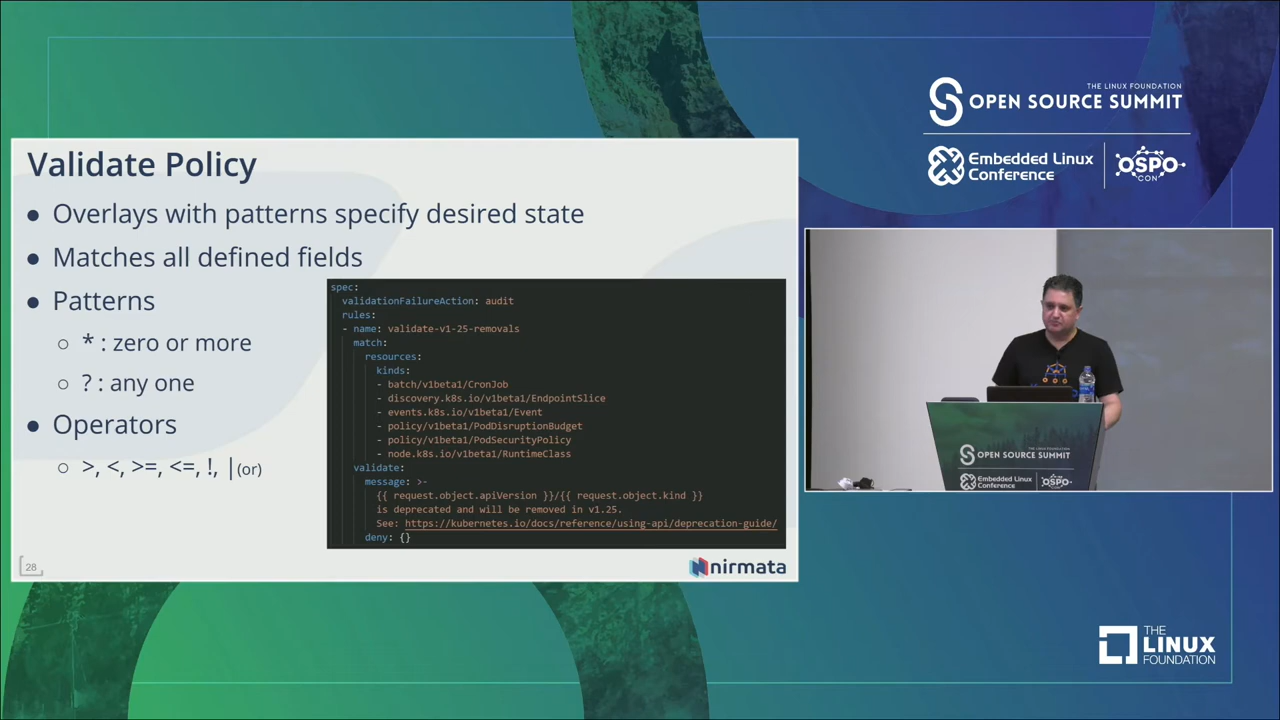 THE LINUX FOUNDATION
OPEN SOURCE SUMMIT
Embedded Linux
Conference
OSPO
CON
Validate Policy
● Overlays with patterns specify desired state
● Matches all defined fields
● Patterns
○ * : zero or more
○ ? : any one
● Operators
○ >, <, >=, <=, !, |(or)
spec:
validationFailureAction: audit
rules:
- name: validate-v1-25-removals
match:
resources:
kinds:
- batch/v1beta1/CronJob
- discovery.k8s.io/v1beta1/EndpointSlice
- events.k8s.io/v1beta1/Event
- policy/v1beta1/PodDisruptionBudget
- policy/v1beta1/PodSecurityPolicy
- node.k8s.io/v1beta1/RuntimeClass
validate:
message: >-
{{ request.object.apiVersion }}/{{ request.object.kind }}
is deprecated and will be removed in v1.25.
See: https://kubernetes.io/docs/reference/using-api/deprecation-guide/
deny: {}
28
nirmata
OPEN SOURCE SUMMIT
Embedded Linux
Conference
OSPO
THE
LINUX
FOUNDATION